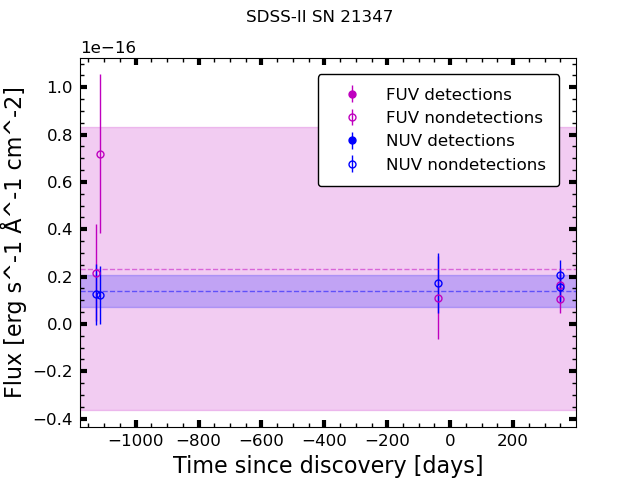 SDSS-II SN 21347
1e−16
FUV detections
FUV nondetections
NUV detections
NUV nondetections
1.0
0.8
0.6
0.4
0.2
0.0
−0.2
−0.4
Flux [erg s^-1 Å^-1 cm^-2]
−1000 −800 −600 −400 −200 0 200
Time since discovery [days]